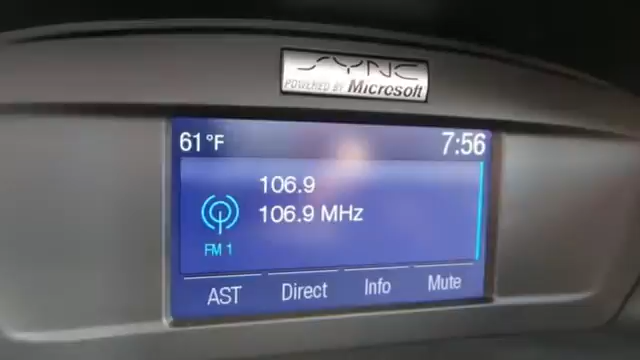 SYNC
POWERED BY Microsoft
61°F 7:56
106.9
106.9 MHz
FM 1
AST Direct Info Mute